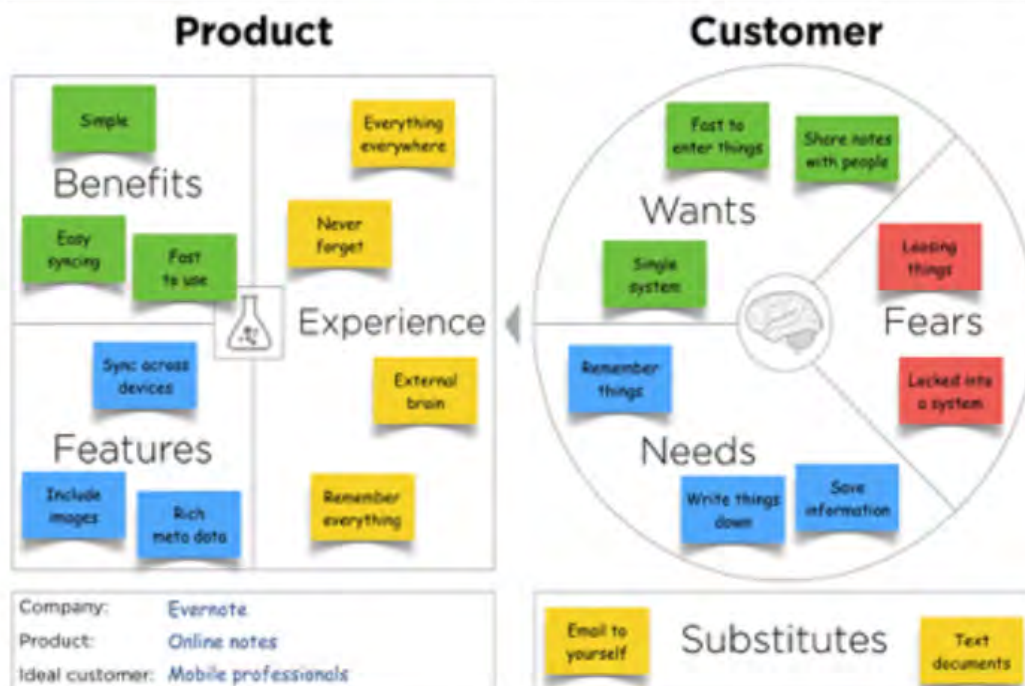 Product
Simple
Benefits
Easy
syncing
Fast
to use
Everything
everywhere
Never
forget
Experience
External
brain
Remember
everything
Sync across
devices
Features
Include
images
Rich
meta data
Company: Evernote
Product: Online notes
Ideal customer: Mobile professionals
Customer
Fast to
enter things
Share notes
with people
Wants
Single
system
Loosing
things
Fears
Locked into
a system
Remember
things
Needs
Write things
down
Save
information
Email to
yourself
Substitutes
Text
documents